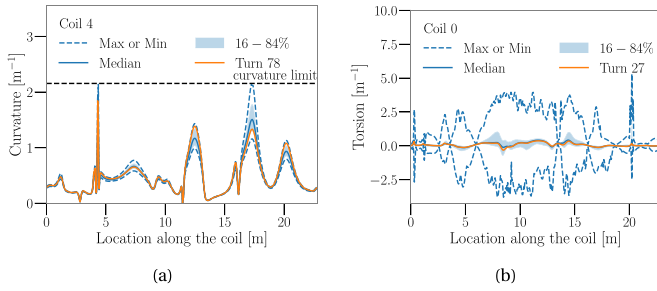 Coil 4
Max or Min
16 − 84%
Median
Turn 78
curvature limit
Curvature [m⁻¹]
3
2
1
0
0
5
10
15
20
Location along the coil [m]
(a)
Coil 0
Max or Min
16 − 84%
Median
Turn 27
Torsion [m⁻¹]
10.0
7.5
5.0
2.5
0.0
−2.5
0
5
10
15
20
Location along the coil [m]
(b)